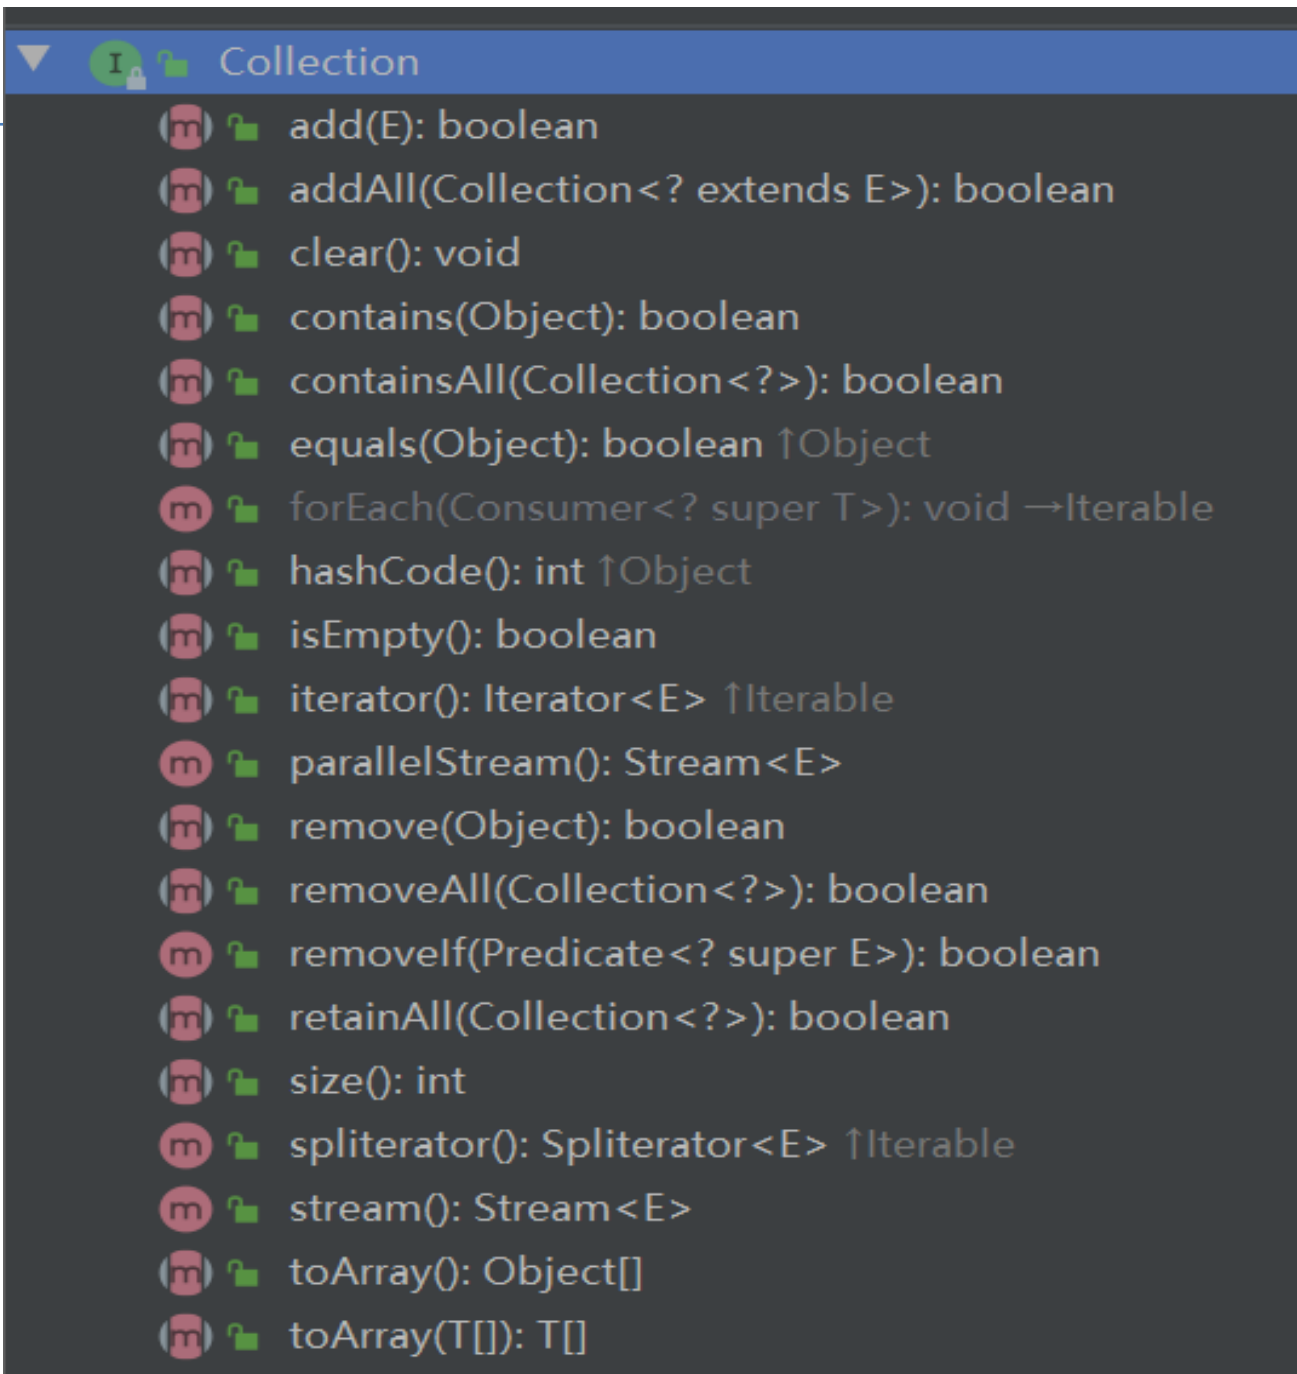 I Collection
m add(E): boolean
m addAll(Collection<? extends E>): boolean
m clear(): void
m contains(Object): boolean
m containsAll(Collection<?>): boolean
m equals(Object): boolean ↑Object
m forEach(Consumer<? super T>): void →Iterable
m hashCode(): int ↑Object
m isEmpty(): boolean
m iterator(): Iterator<E> ↑Iterable
m parallelStream(): Stream<E>
m remove(Object): boolean
m removeAll(Collection<?>): boolean
m removeIf(Predicate<? super E>): boolean
m retainAll(Collection<?>): boolean
m size(): int
m spliterator(): Spliterator<E> ↑Iterable
m stream(): Stream<E>
m toArray(): Object[]
m toArray(T[]): T[]